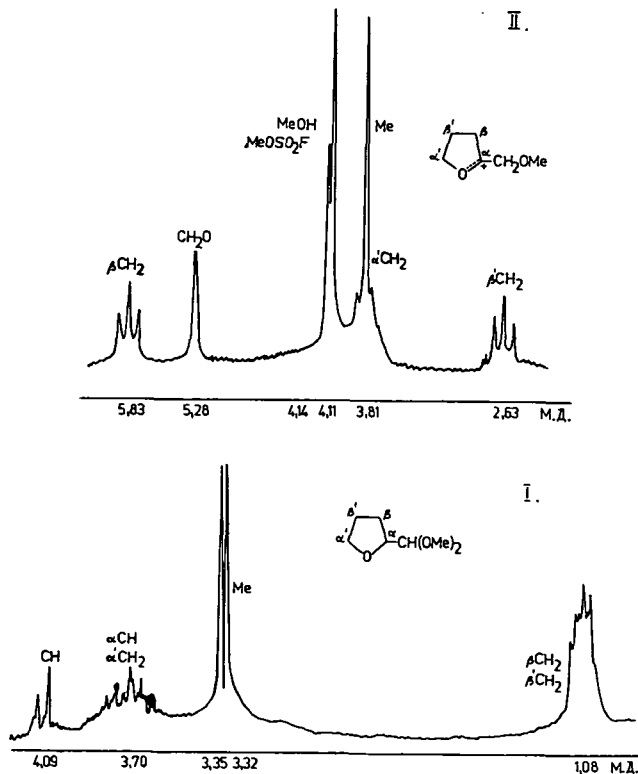 II.
MeOH
MeOSO₂F
Me
β' β
α' α
O + CH₂OMe
βCH₂
CH₂O
α'CH₂
β'CH₂
5,83 5,28 4,14 4,11 3,81 2,63 М.Д.
I.
β' β
α' α
O CH(OMe)₂
Me
CH
αCH
α'CH₂
βCH₂
β'CH₂
4,09 3,70 3,35 3,32 1,08 М.Д.